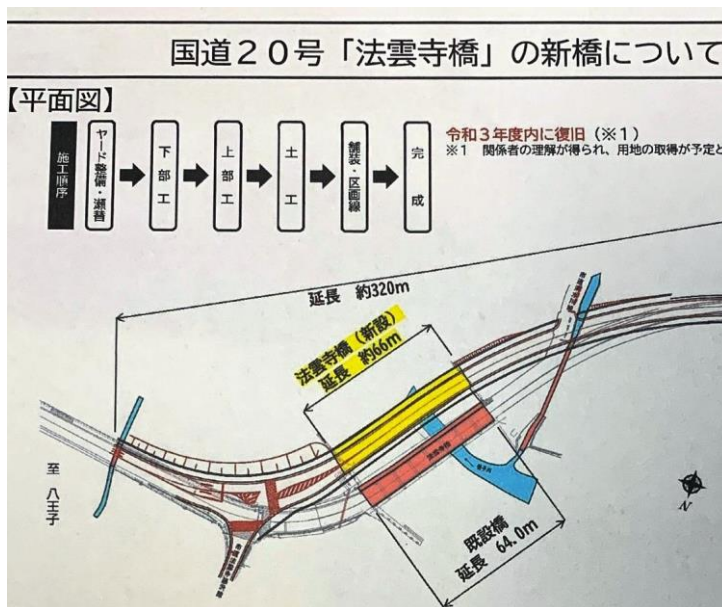 国道２０号「法雲寺橋」の新橋について
【平面図】
施工順序
ヤード整備・瀬替
下部工
上部工
土工
舗装・区画線
完成
令和３年度内に復旧（※１）
※１　関係者の理解が得られ、用地の取得が予定と
延長　約320m
法雲寺橋（新設）
延長　約66m
法雲寺橋
至　八王子
既設橋
延長　64.0m
N